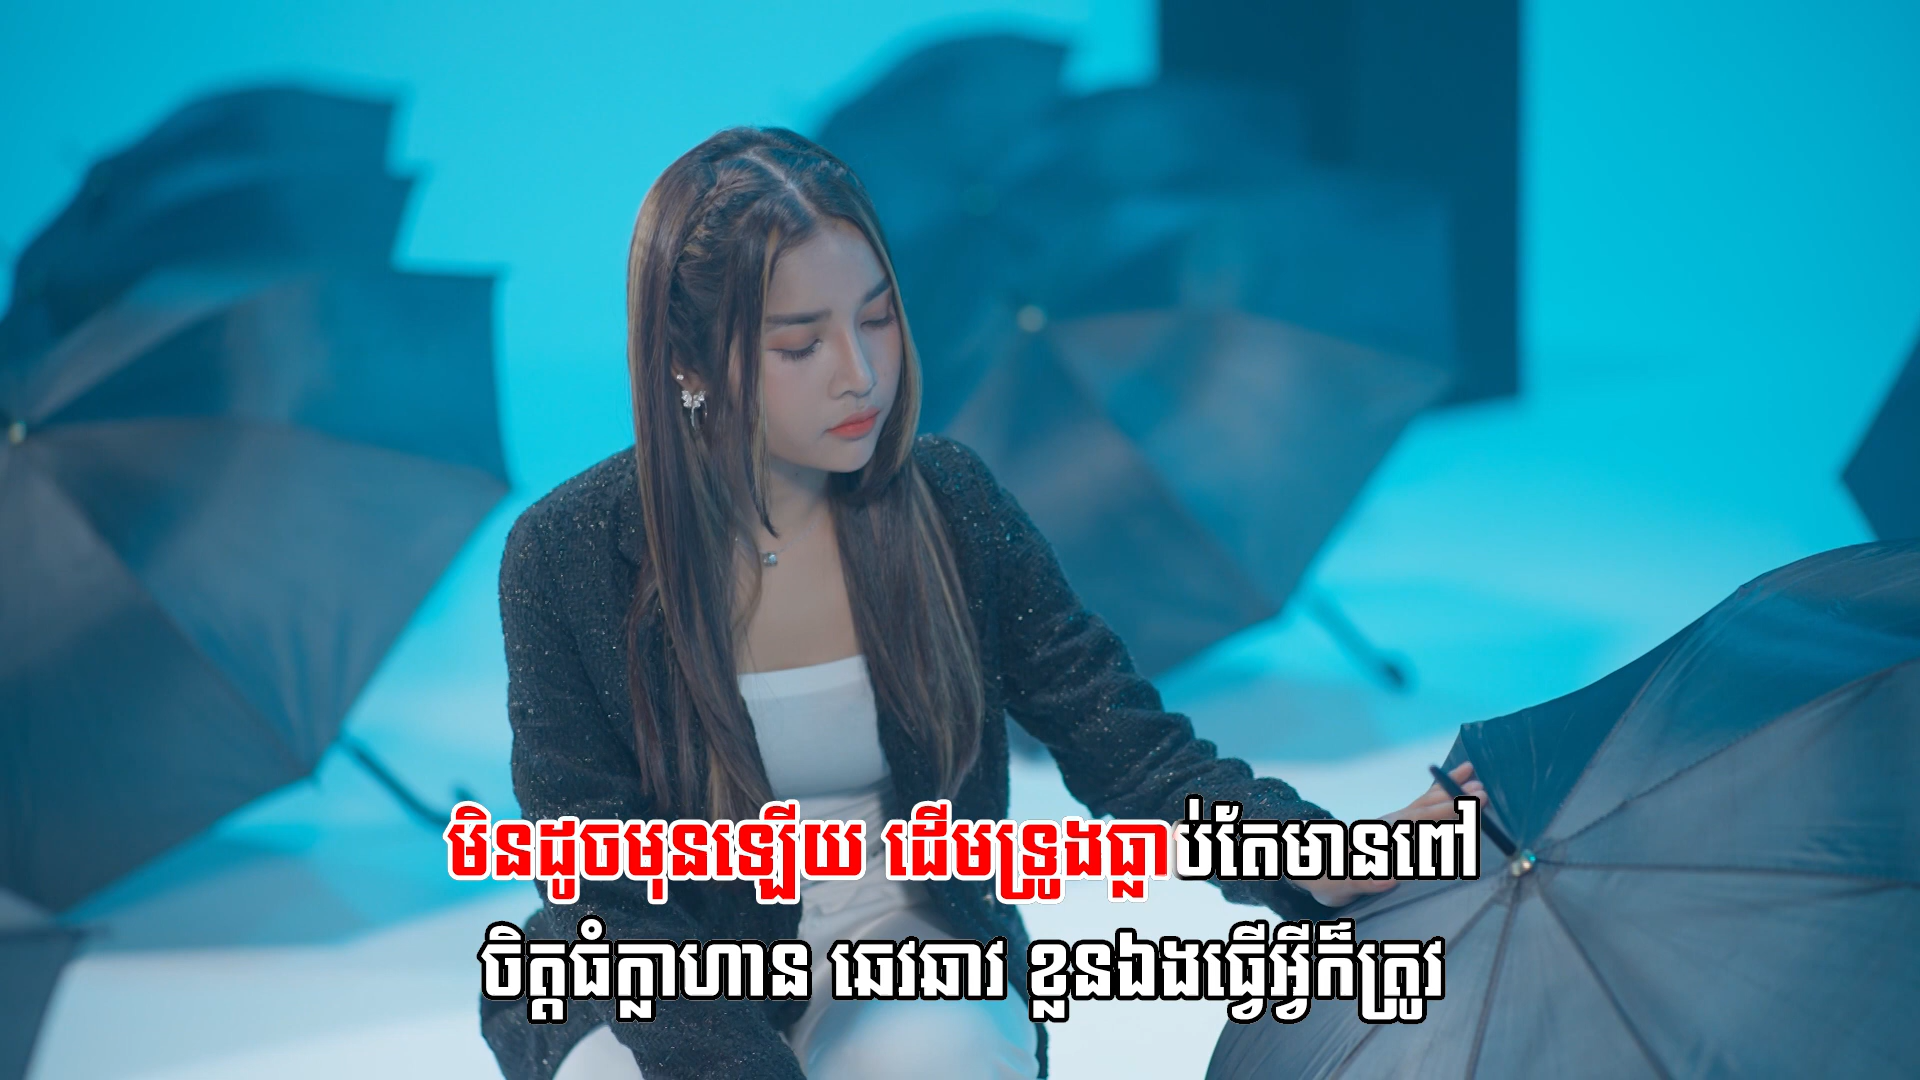 មិនដូចមុនឡើយ ដើមទ្រូងធ្លាប់តែមានពៅ
ចិត្តធំក្លាហាន ឆេវឆាវ ខ្លួនឯងធ្វើអ្វីក៏ត្រូវ